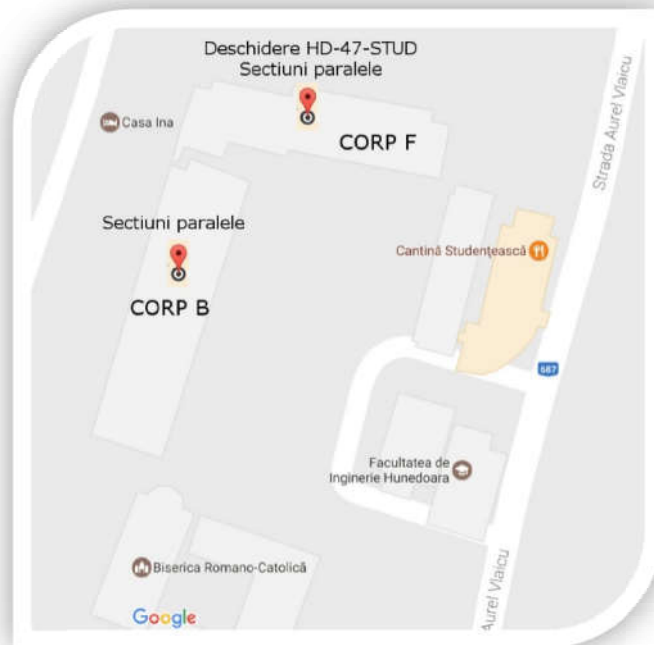 Deschidere HD-47-STUD
Sectiuni paralele
Casa Ina
CORP F
Strada Aurel Vlaicu
Sectiuni paralele
Cantină Studențească
CORP B
687
Facultatea de
Inginerie Hunedoara
Biserica Romano-Catolică
Aurel Vlaicu
Google